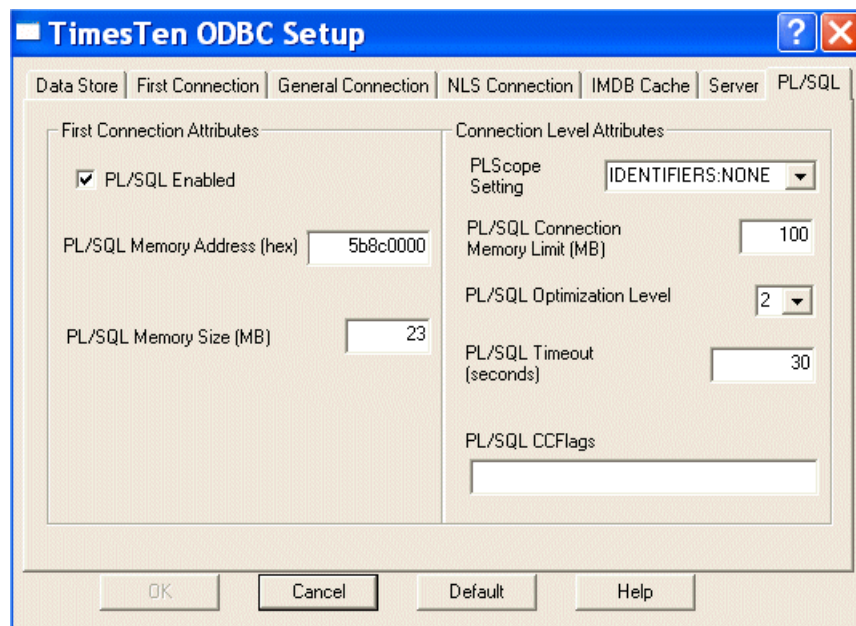 TimesTen ODBC Setup
Data Store First Connection General Connection NLS Connection IMDB Cache Server PL/SQL
First Connection Attributes
PL/SQL Enabled
PL/SQL Memory Address (hex) 5b8c0000
PL/SQL Memory Size (MB) 23
Connection Level Attributes
PLScope
Setting
IDENTIFIERS:NONE
PL/SQL Connection
Memory Limit (MB)
100
PL/SQL Optimization Level 2
PL/SQL Timeout
(seconds)
30
PL/SQL CCFlags
OK Cancel Default Help